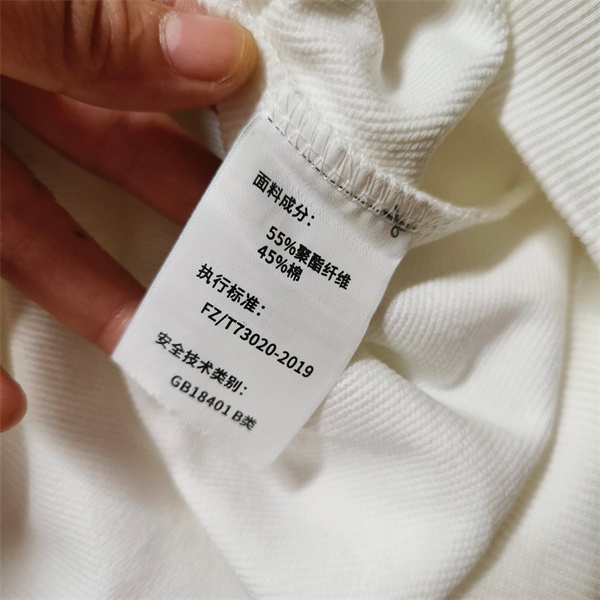 面料成分：
55%聚酯纤维
45%棉
执行标准：
FZ/T73020-2019
安全技术类别：
GB18401 B类